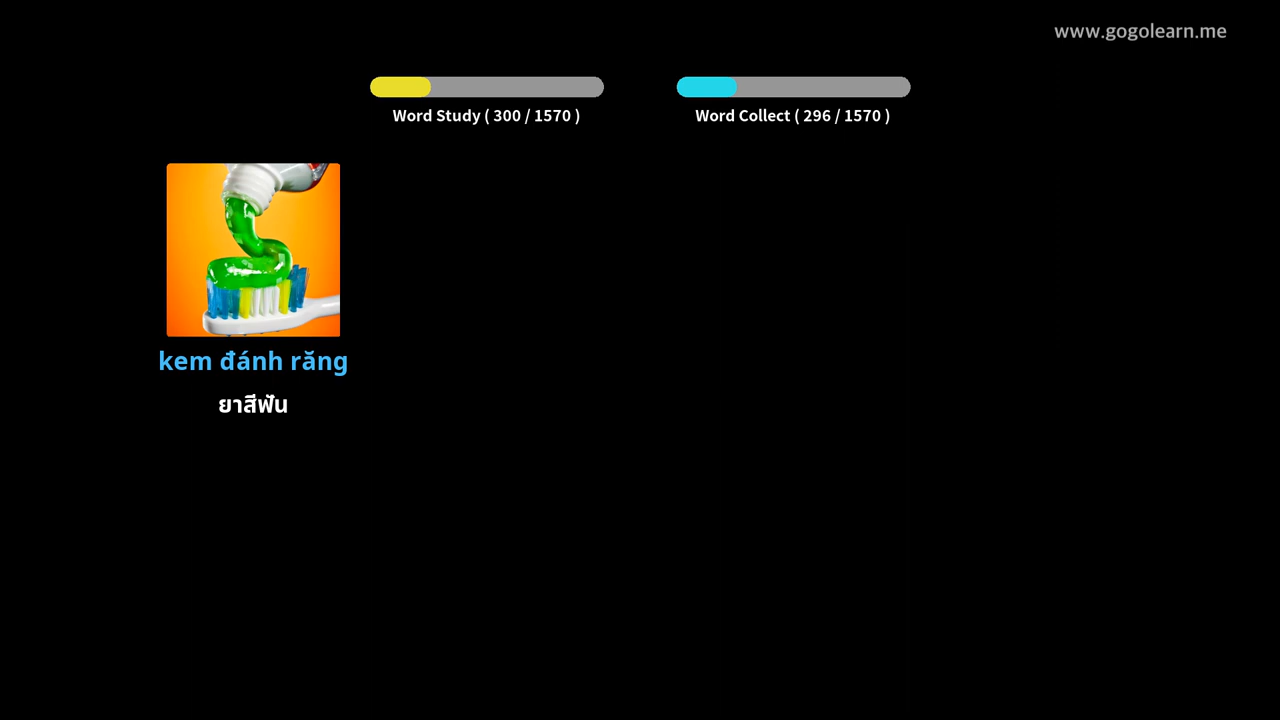 www.gogolearn.me
Word Study ( 300 / 1570 )
Word Collect ( 296 / 1570 )
kem đánh răng
ยาสีฟัน